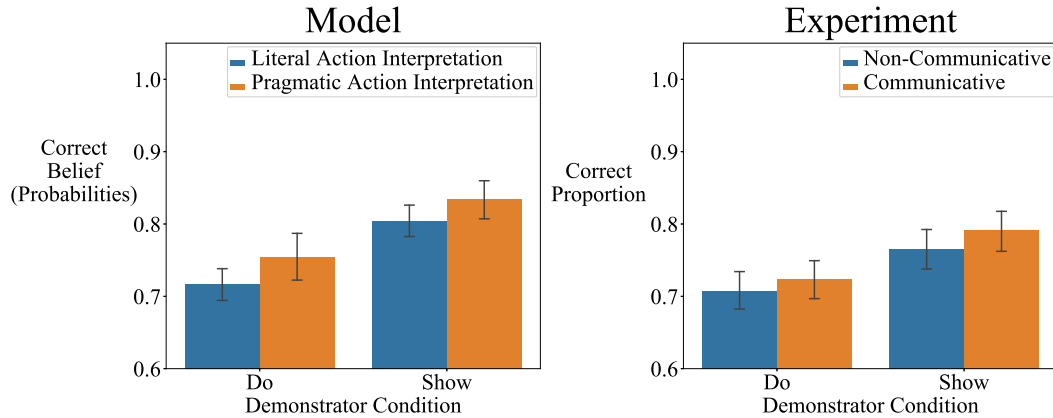 Model
Literal Action Interpretation
Pragmatic Action Interpretation
Correct
Belief
(Probabilities)
1.0
0.9
0.8
0.7
0.6
Do
Show
Demonstrator Condition
Experiment
Non-Communicative
Communicative
Correct
Proportion
1.0
0.9
0.8
0.7
0.6
Do
Show
Demonstrator Condition